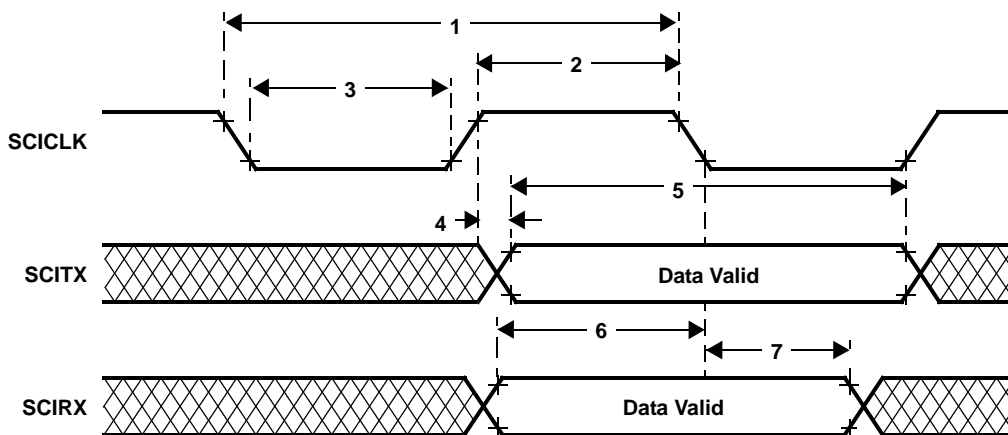 1
2
3
SCICLK
5
4
SCITX Data Valid
6
7
SCIRX Data Valid